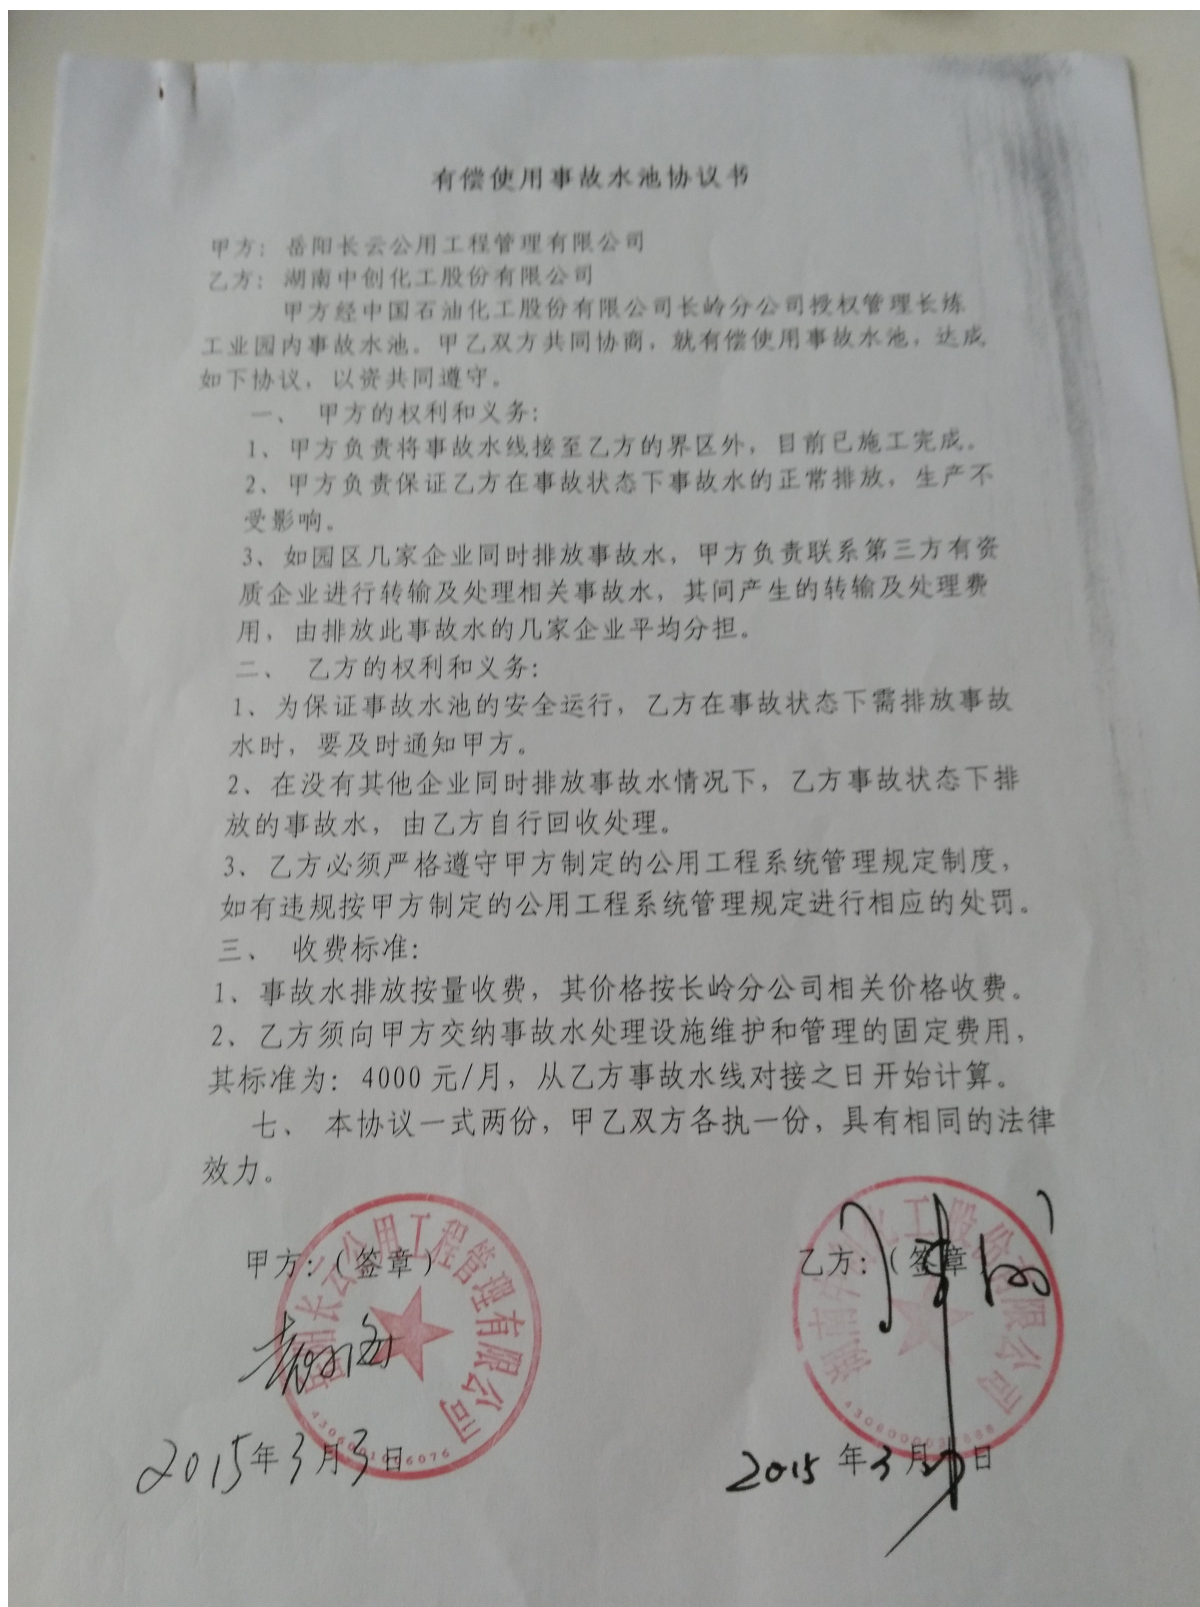 有偿使用事故水池协议书
甲方：岳阳长云公用工程管理有限公司
乙方：湖南中创化工股份有限公司
甲方经中国石油化工股份有限公司长岭分公司授权管理长炼
工业园内事故水池。甲乙双方共同协商，就有偿使用事故水池，达成
如下协议，以资共同遵守。
一、 甲方的权利和义务：
1、甲方负责将事故水线接至乙方的界区外，目前已施工完成。
2、甲方负责保证乙方在事故状态下事故水的正常排放，生产不
受影响。
3、如园区几家企业同时排放事故水，甲方负责联系第三方有资
质企业进行转输及处理相关事故水，其间产生的转输及处理费
用，由排放此事故水的几家企业平均分担。
二、 乙方的权利和义务：
1、为保证事故水池的安全运行，乙方在事故状态下需排放事故
水时，要及时通知甲方。
2、在没有其他企业同时排放事故水情况下，乙方事故状态下排
放的事故水，由乙方自行回收处理。
3、乙方必须严格遵守甲方制定的公用工程系统管理规定制度，
如有违规按甲方制定的公用工程系统管理规定进行相应的处罚。
三、 收费标准：
1、事故水排放按量收费，其价格按长岭分公司相关价格收费。
2、乙方须向甲方交纳事故水处理设施维护和管理的固定费用，
其标准为：4000元/月，从乙方事故水线对接之日开始计算。
七、 本协议一式两份，甲乙双方各执一份，具有相同的法律
效力。
甲方：（签章） 乙方：（签章）
岳阳长云公用工程管理有限公司
湖南中创化工股份有限公司
2015年3月3日 2015年3月 日